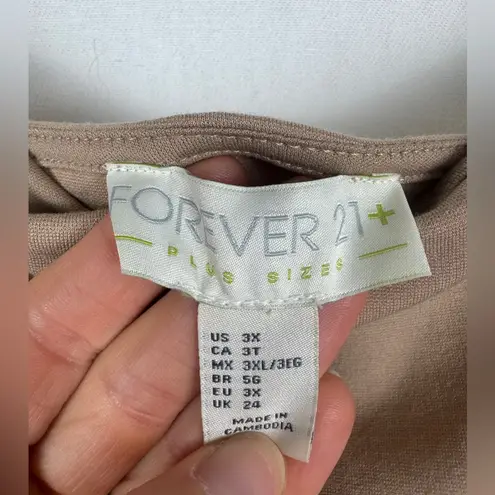 FOREVER 21+
PLUS SIZES
US 3X
CA 3T
MX 3XL/3EG
BR 5G
EU 3X
UK 24
MADE IN
CAMBODIA